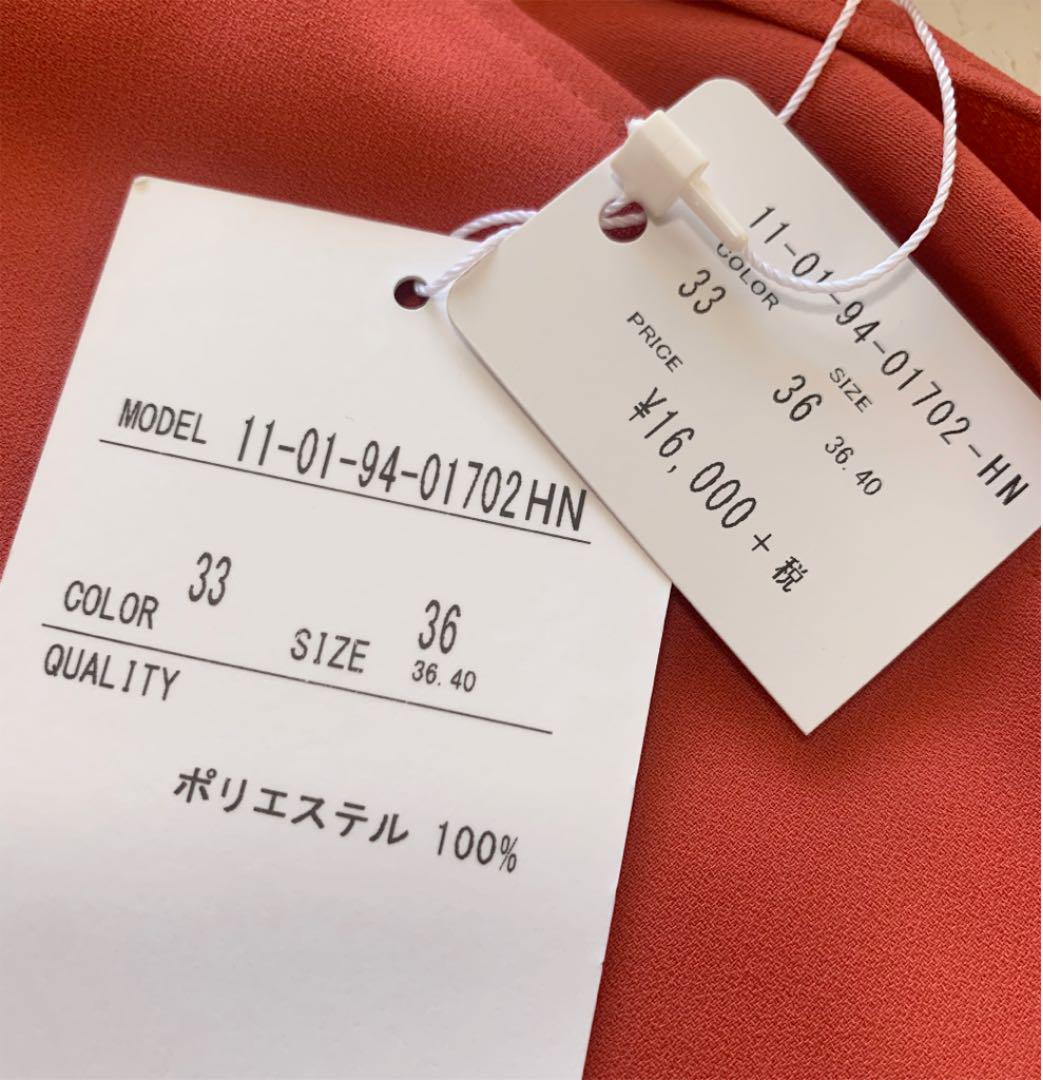 MODEL 11-01-94-01702HN
COLOR 33 SIZE 36
36.40
QUALITY
ポリエステル 100%
11-01-94-01702-HN
COLOR SIZE
33 36 36.40
PRICE
¥16,000+税